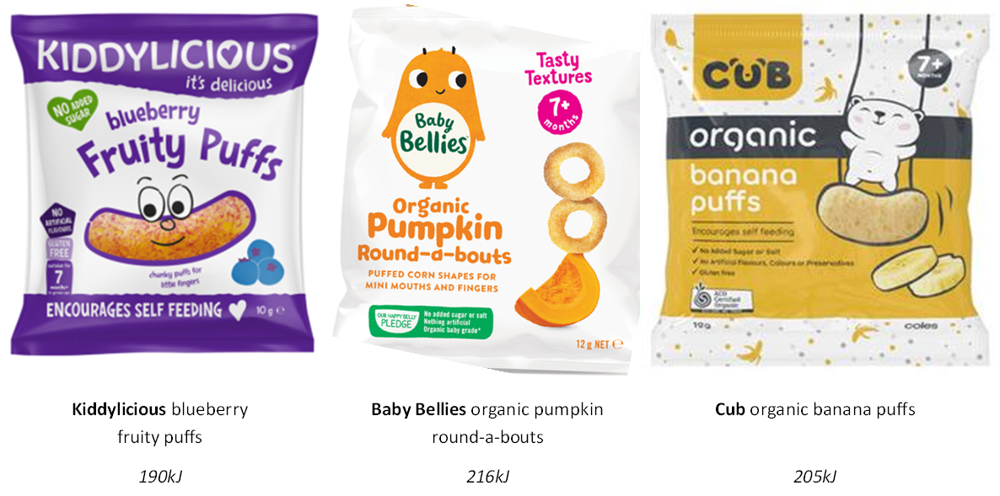 KIDDYLICIOUS
it's delicious
NO ADDED
SUGAR
blueberry
Fruity Puffs
NO
ARTIFICIAL
FLAVOURS
GLUTEN
FREE
7
months+
chunky puffs for
little fingers
ENCOURAGES SELF FEEDING
10 g e
Tasty
Textures
7+
months
Baby
Bellies™
Organic
Pumpkin
Round-a-bouts
PUFFED CORN SHAPES FOR
MINI MOUTHS AND FINGERS
OUR HAPPY BELLY
PLEDGE
No added sugar or salt
Nothing artificial
Organic baby grade*
12 g NET e
CUB
7+
MONTHS
organic
banana
puffs
Encourages self feeding
✓ No Added Sugar or Salt
✓ No Artificial Flavours, Colours or Preservatives
✓ Gluten free
ACO
Certified
Organic
12g
coles
Kiddylicious blueberry
fruity puffs
190kJ
Baby Bellies organic pumpkin
round-a-bouts
216kJ
Cub organic banana puffs
205kJ